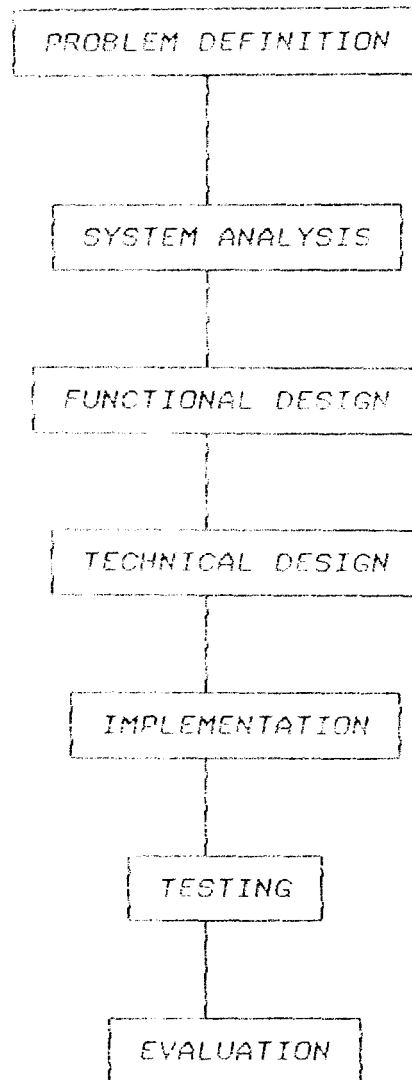 PROBLEM DEFINITION
SYSTEM ANALYSIS
FUNCTIONAL DESIGN
TECHNICAL DESIGN
IMPLEMENTATION
TESTING
EVALUATION